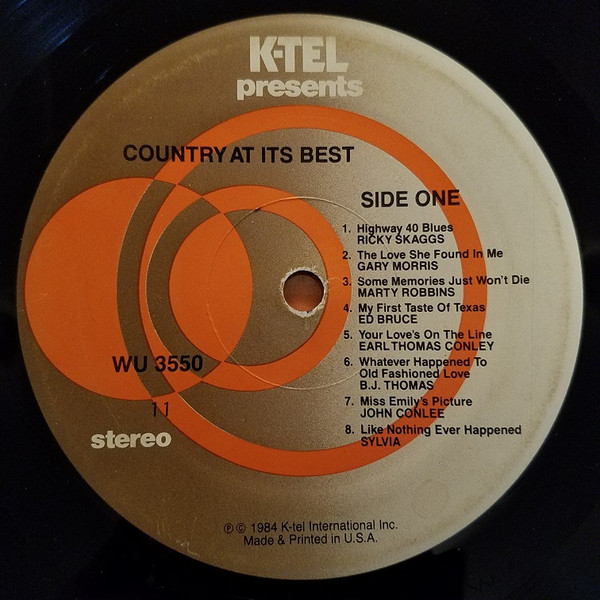 K-TEL
presents
COUNTRY AT ITS BEST
SIDE ONE
1. Highway 40 Blues
RICKY SKAGGS
2. The Love She Found In Me
GARY MORRIS
3. Some Memories Just Won't Die
MARTY ROBBINS
4. My First Taste Of Texas
ED BRUCE
5. Your Love's On The Line
EARL THOMAS CONLEY
6. Whatever Happened To
Old Fashioned Love
B.J. THOMAS
7. Miss Emily's Picture
JOHN CONLEE
8. Like Nothing Ever Happened
SYLVIA
WU 3550
11
stereo
℗ © 1984 K-tel International Inc.
Made & Printed in U.S.A.